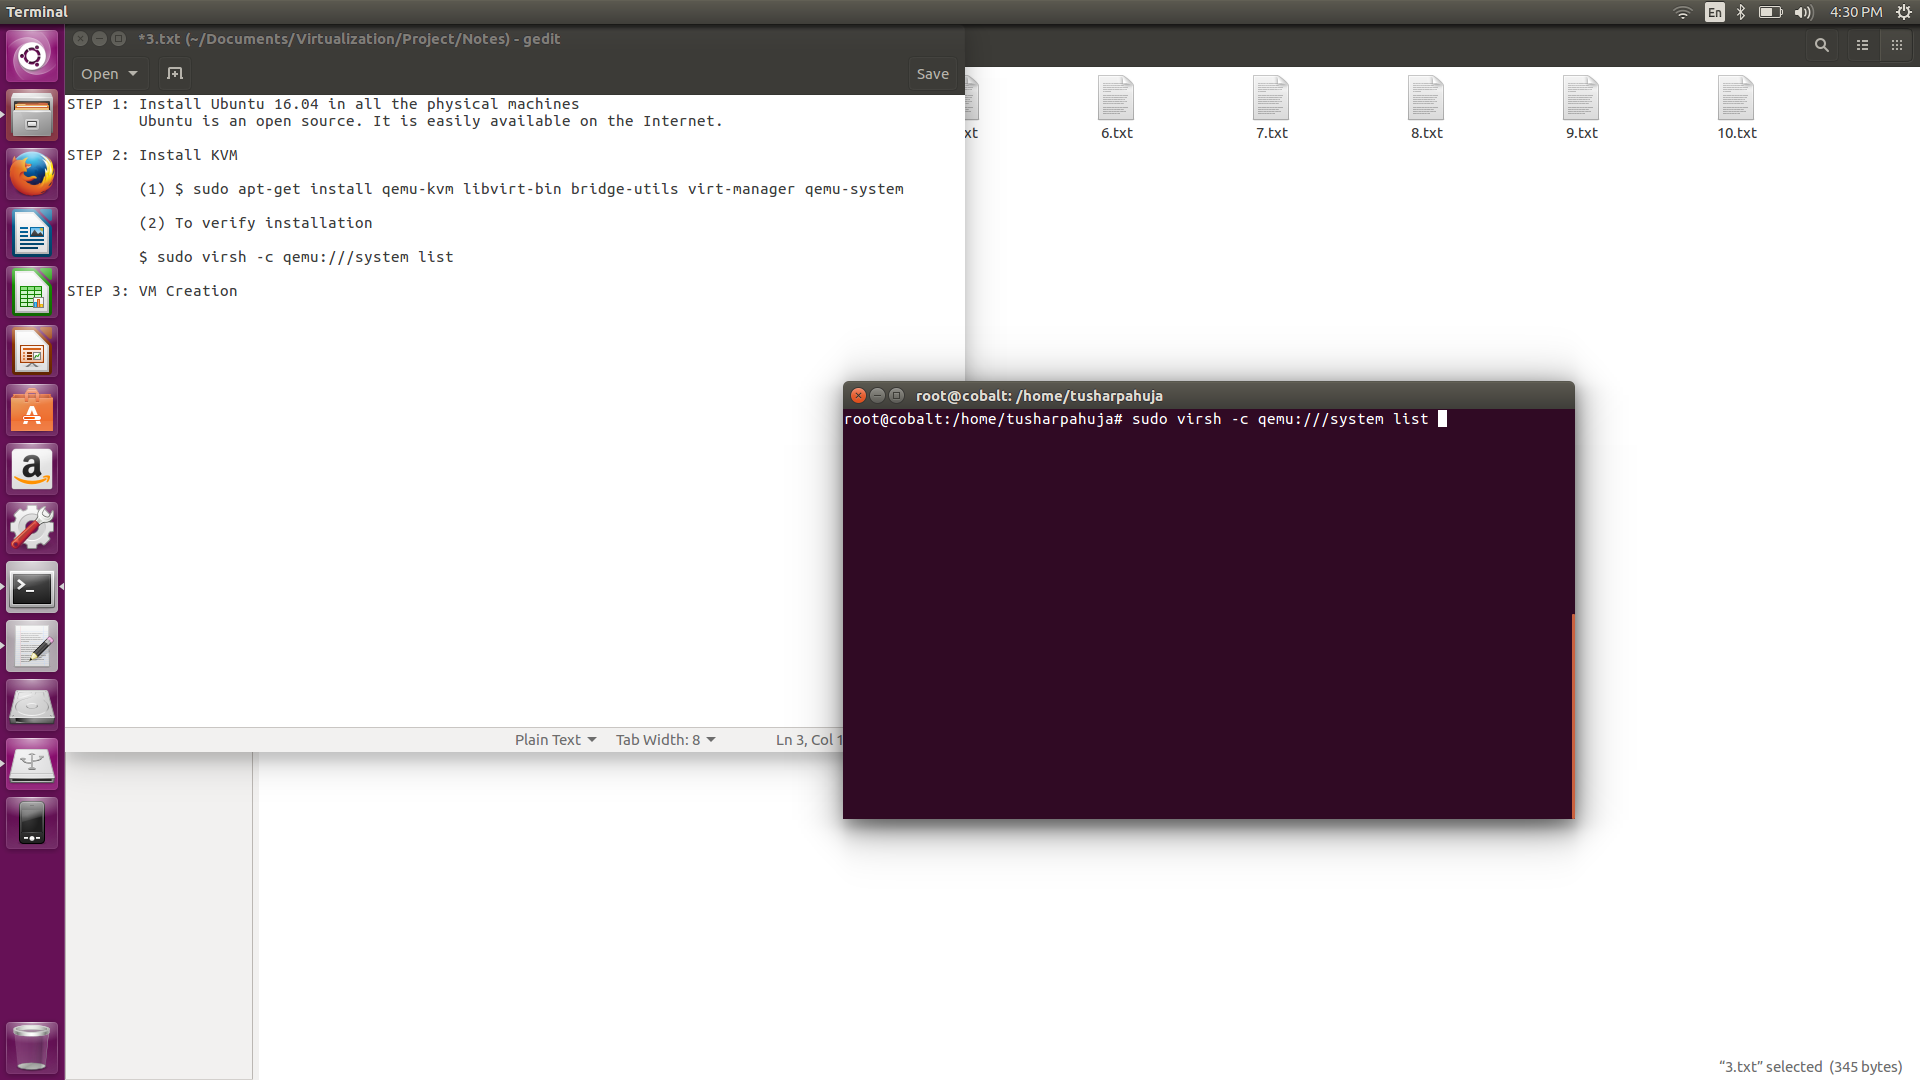 Terminal
En
4:30 PM
*3.txt (~/Documents/Virtualization/Project/Notes) - gedit
Open
Save
STEP 1: Install Ubuntu 16.04 in all the physical machines
Ubuntu is an open source. It is easily available on the Internet.
STEP 2: Install KVM
(1) $ sudo apt-get install qemu-kvm libvirt-bin bridge-utils virt-manager qemu-system
(2) To verify installation
$ sudo virsh -c qemu:///system list
STEP 3: VM Creation
Plain Text
Tab Width: 8
Ln 3, Col 1
xt
6.txt
7.txt
8.txt
9.txt
10.txt
root@cobalt: /home/tusharpahuja
root@cobalt:/home/tusharpahuja# sudo virsh -c qemu:///system list
"3.txt" selected (345 bytes)